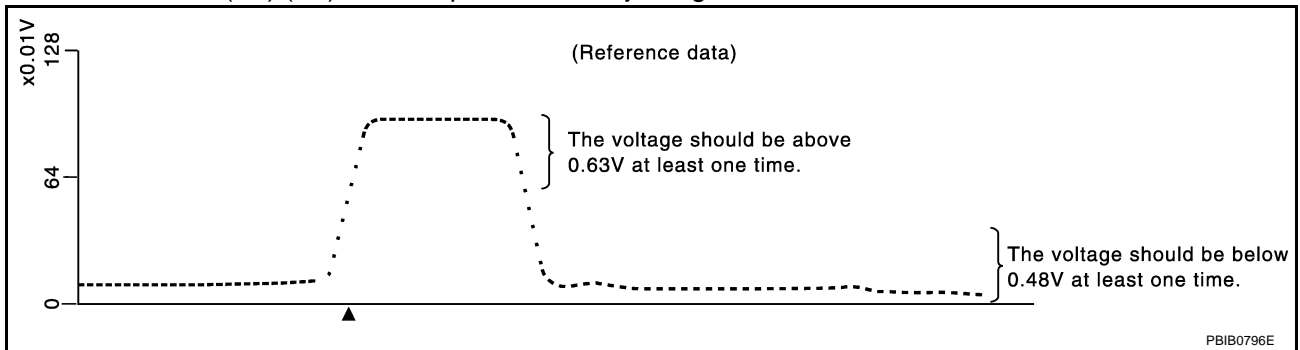 x0.01V
128
64
0
(Reference data)
The voltage should be above
0.63V at least one time.
The voltage should be below
0.48V at least one time.
PBIB0796E